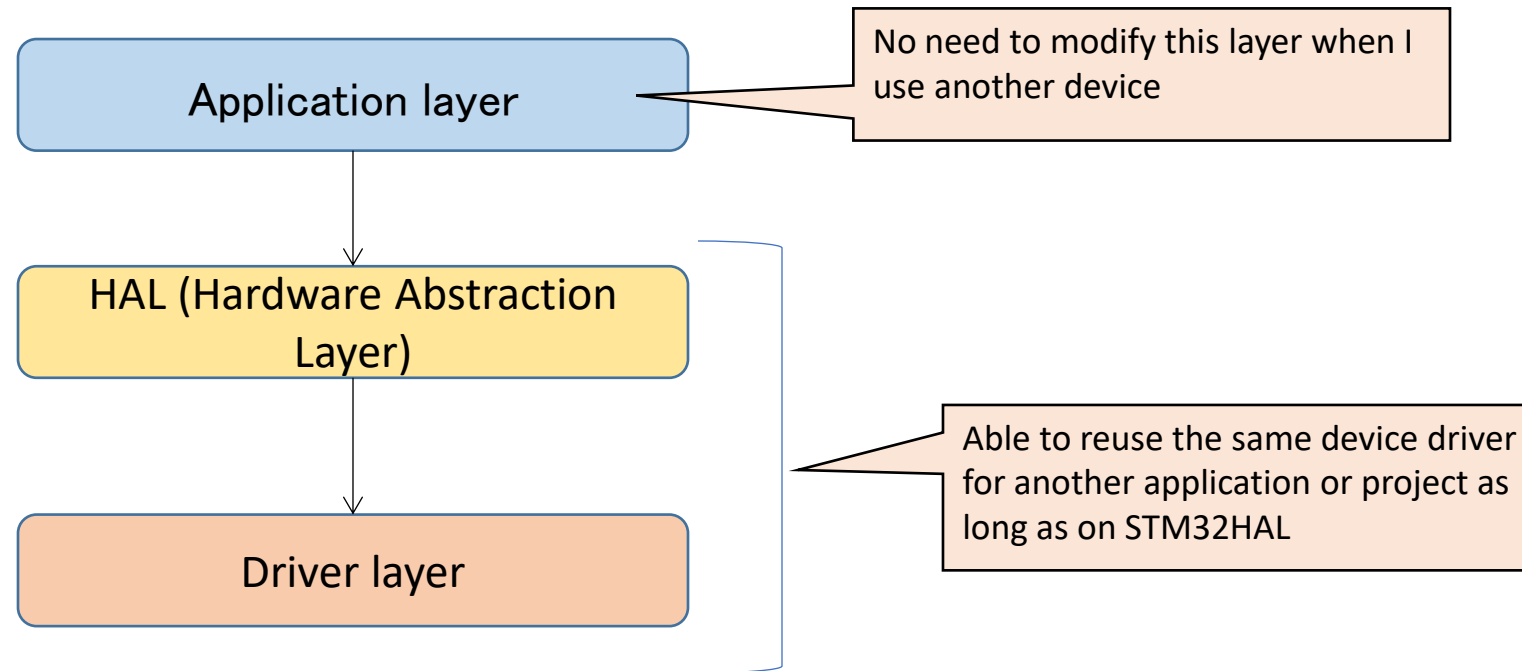 No need to modify this layer when I
use another device
Application layer
HAL (Hardware Abstraction
Layer)
Able to reuse the same device driver
for another application or project as
long as on STM32HAL
Driver layer